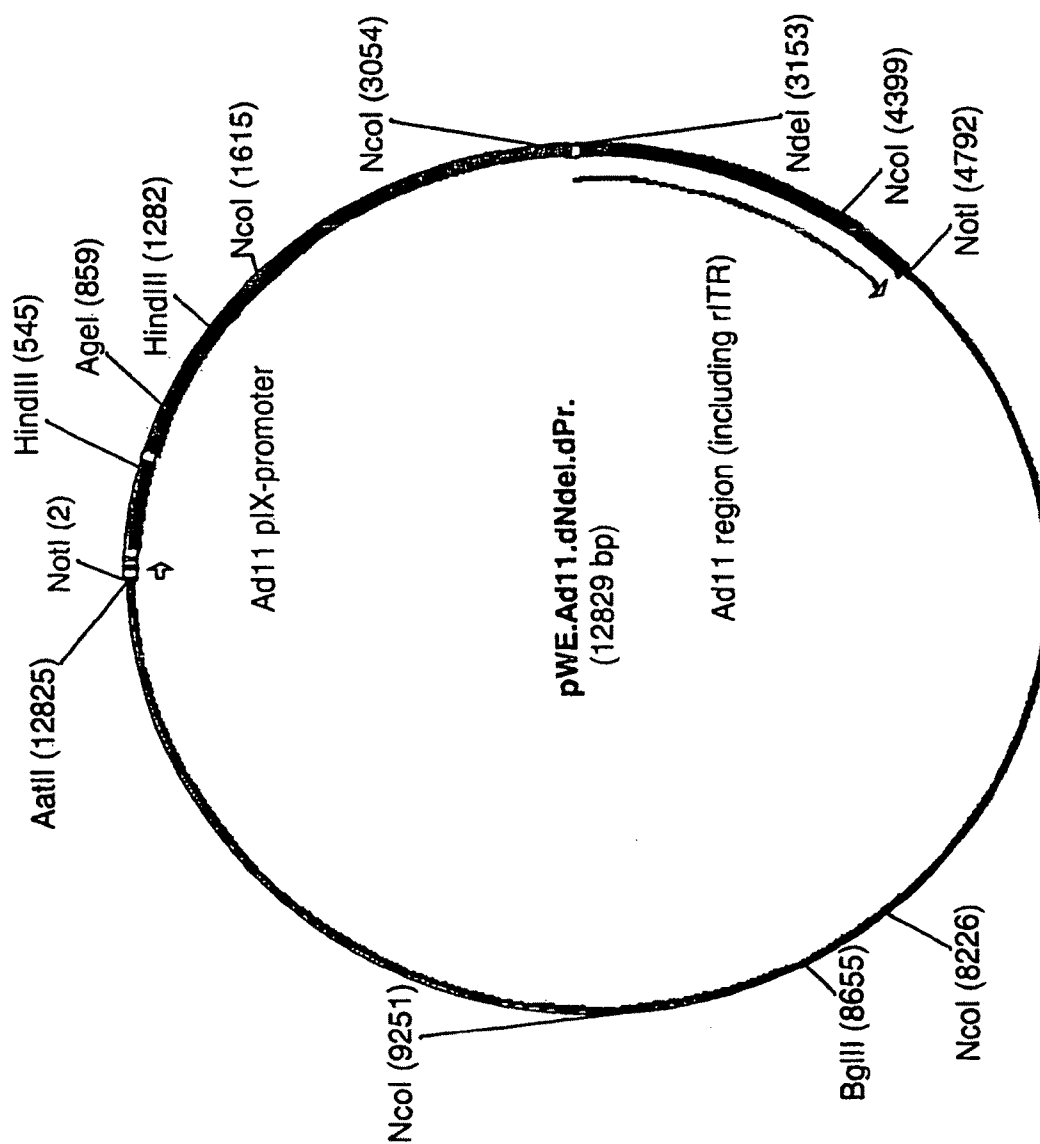 AatII (12825)
NotI (2)
HindIII (545)
AgeI (859)
HindIII (1282)
NcoI (1615)
NcoI (3054)
NdeI (3153)
NcoI (4399)
NotI (4792)
Ad11 pIX-promoter
pWE.Ad11.dNdeI.dPr.
(12829 bp)
Ad11 region (including rITR)
NcoI (9251)
BglII (8655)
NcoI (8226)